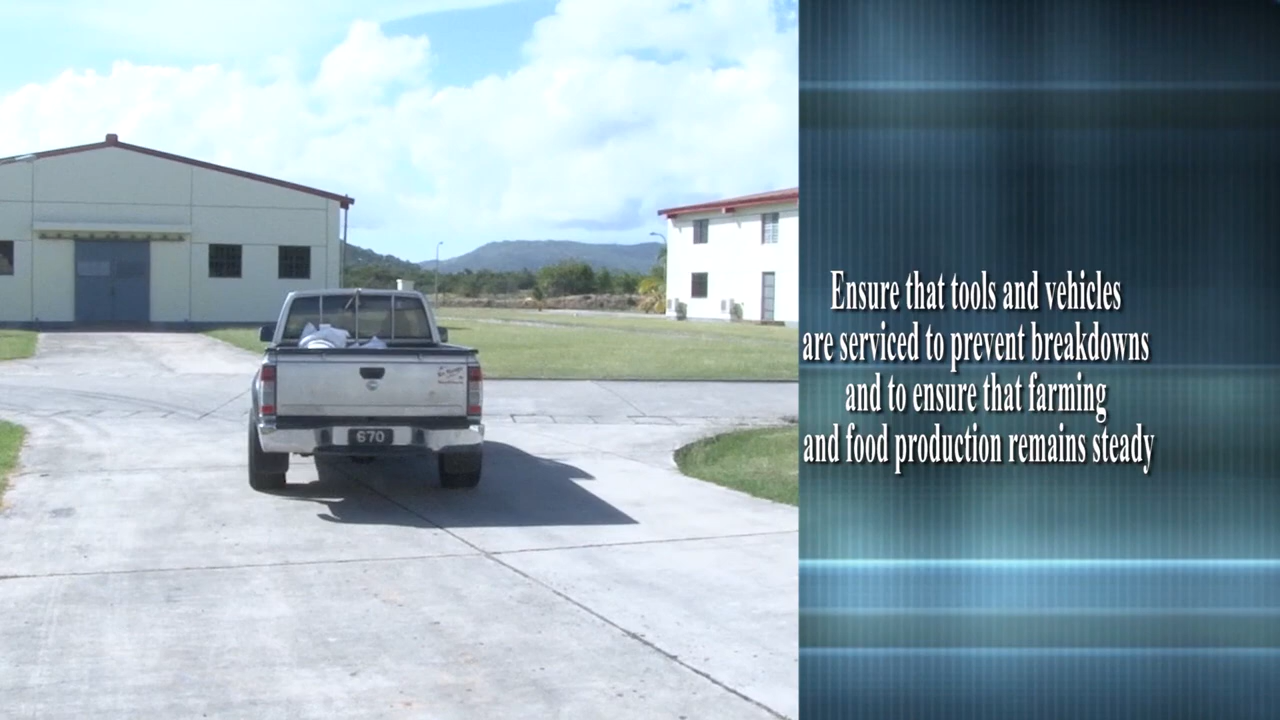 Ensure that tools and vehicles
are serviced to prevent breakdowns
and to ensure that farming
and food production remains steady
670